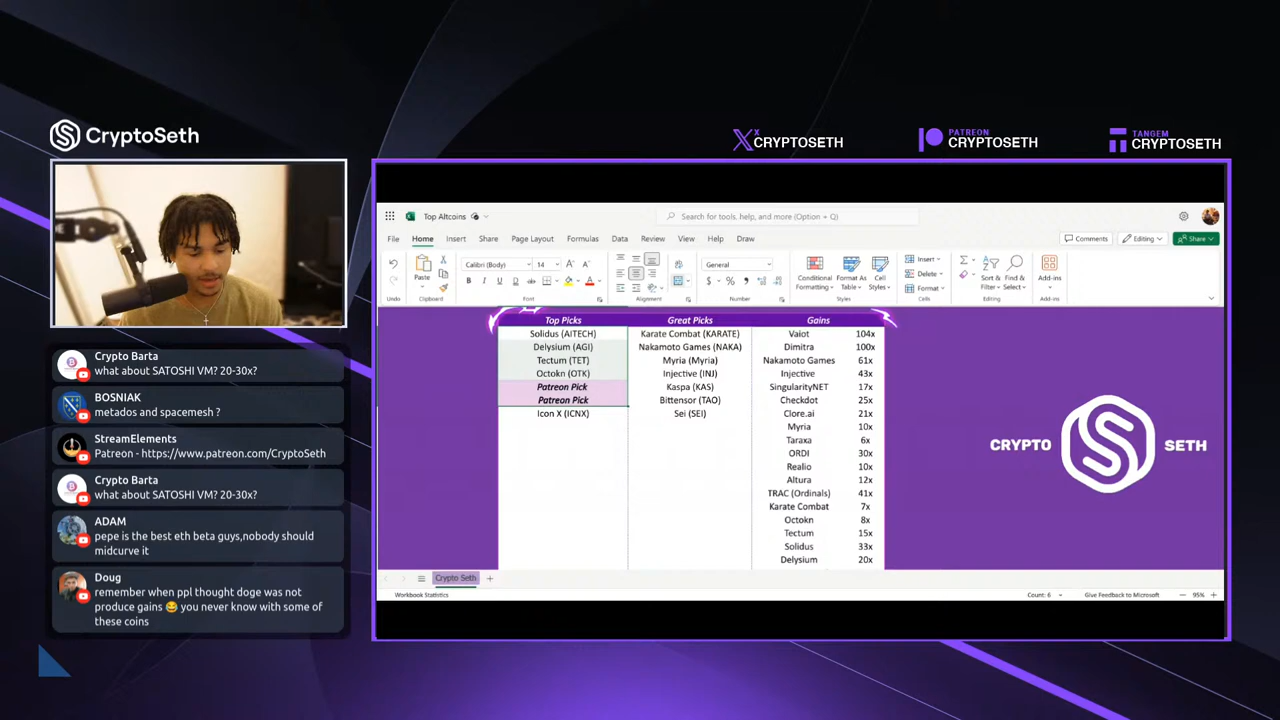 CryptoSeth
X
CRYPTOSETH
PATREON
CRYPTOSETH
TANGEM
CRYPTOSETH
Top Altcoins
Search for tools, help, and more (Option + Q)
File Home Insert Share Page Layout Formulas Data Review View Help Draw
Comments Editing Share
Paste
Calibri (Body) 14
General
Conditional Formatting
Format As Table
Cell Styles
Insert
Delete
Format
Sort & Filter
Find & Select
Add-ins
Undo Clipboard Font Alignment Number Styles Cells Editing Add-ins
Top Picks Great Picks Gains
Solidus (AITECH) Karate Combat (KARATE) Vaiot 104x
Delysium (AGI) Nakamoto Games (NAKA) Dimitra 100x
Tectum (TET) Myria (Myria) Nakamoto Games 61x
Octokn (OTK) Injective (INJ) Injective 43x
Patreon Pick Kaspa (KAS) SingularityNET 17x
Patreon Pick Bittensor (TAO) Checkdot 25x
Icon X (ICNX) Sei (SEI) Clore.ai 21x
Myria 10x
Taraxa 6x
ORDI 30x
Realio 10x
Altura 12x
TRAC (Ordinals) 41x
Karate Combat 7x
Octokn 8x
Tectum 15x
Solidus 33x
Delysium 20x
CRYPTO SETH
Crypto Seth
Workbook Statistics
Count: 6
Give Feedback to Microsoft
95%
Crypto Barta
what about SATOSHI VM? 20-30x?
BOSNIAK
metados and spacemesh ?
StreamElements
Patreon - https://www.patreon.com/CryptoSeth
Crypto Barta
what about SATOSHI VM? 20-30x?
ADAM
pepe is the best eth beta guys,nobody should
midcurve it
Doug
remember when ppl thought doge was not
produce gains 😂 you never know with some of
these coins